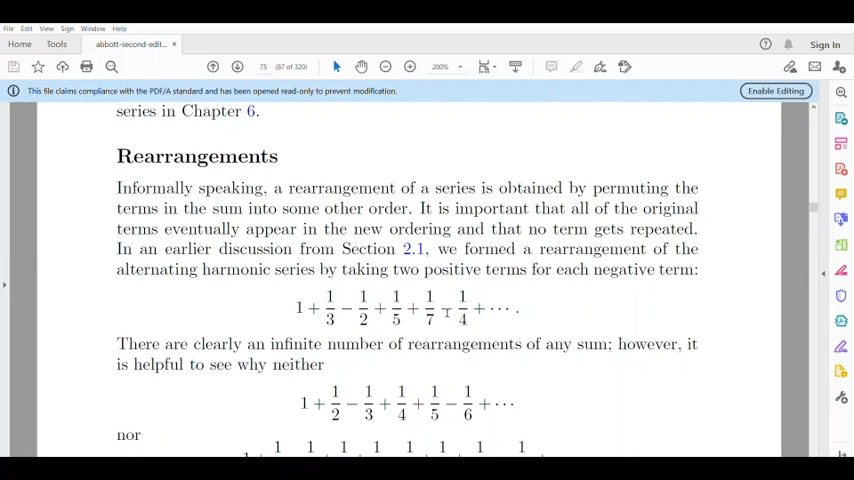 File Edit View Sign Window Help
Home Tools abbott-second-edit... × Sign In
75 (87 of 320) 200%
This file claims compliance with the PDF/A standard and has been opened read-only to prevent modification. Enable Editing
series in Chapter 6.
Rearrangements
Informally speaking, a rearrangement of a series is obtained by permuting the
terms in the sum into some other order. It is important that all of the original
terms eventually appear in the new ordering and that no term gets repeated.
In an earlier discussion from Section 2.1, we formed a rearrangement of the
alternating harmonic series by taking two positive terms for each negative term:
1 + 1/3 − 1/2 + 1/5 + 1/7 − 1/4 + ⋯ .
There are clearly an infinite number of rearrangements of any sum; however, it
is helpful to see why neither
1 + 1/2 − 1/3 + 1/4 + 1/5 − 1/6 + ⋯
nor